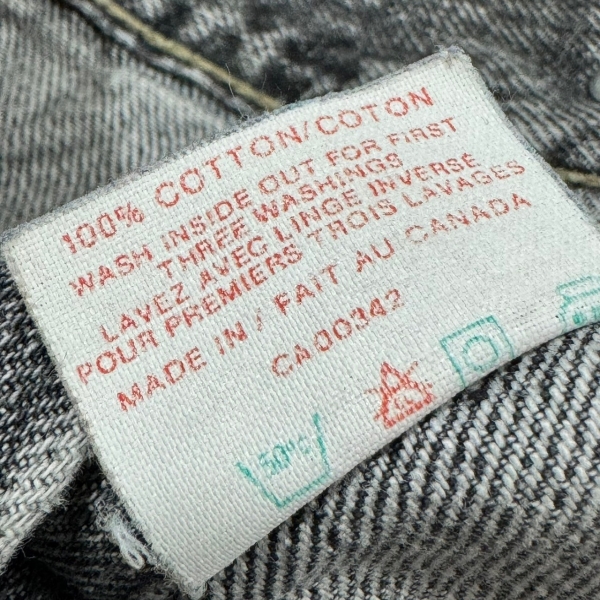 100% COTTON/COTON
WASH INSIDE OUT FOR FIRST
THREE WASHINGS
LAVEZ AVEC LINGE INVERSÉ
POUR PREMIERS TROIS LAVAGES
MADE IN / FAIT AU CANADA
CA00342
50°C